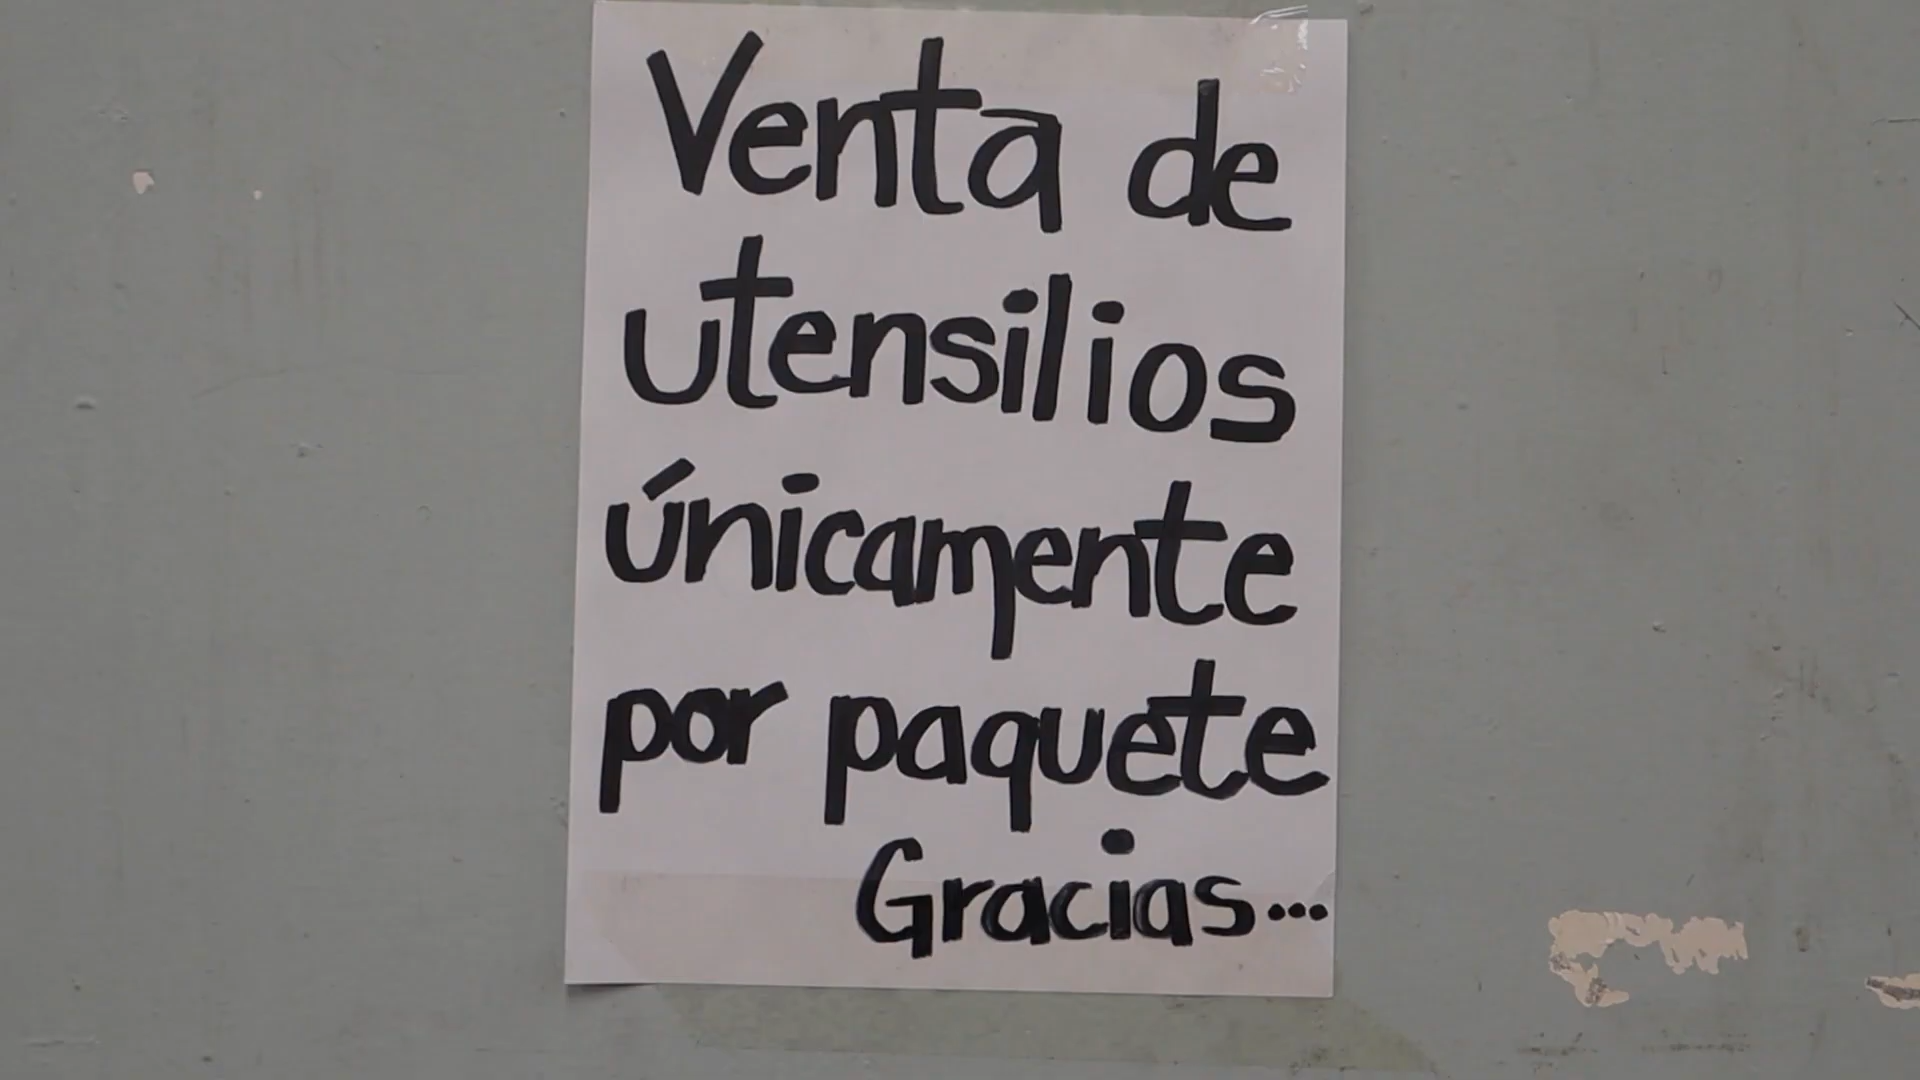 Venta de
utensilios
únicamente
por paquete
Gracias...